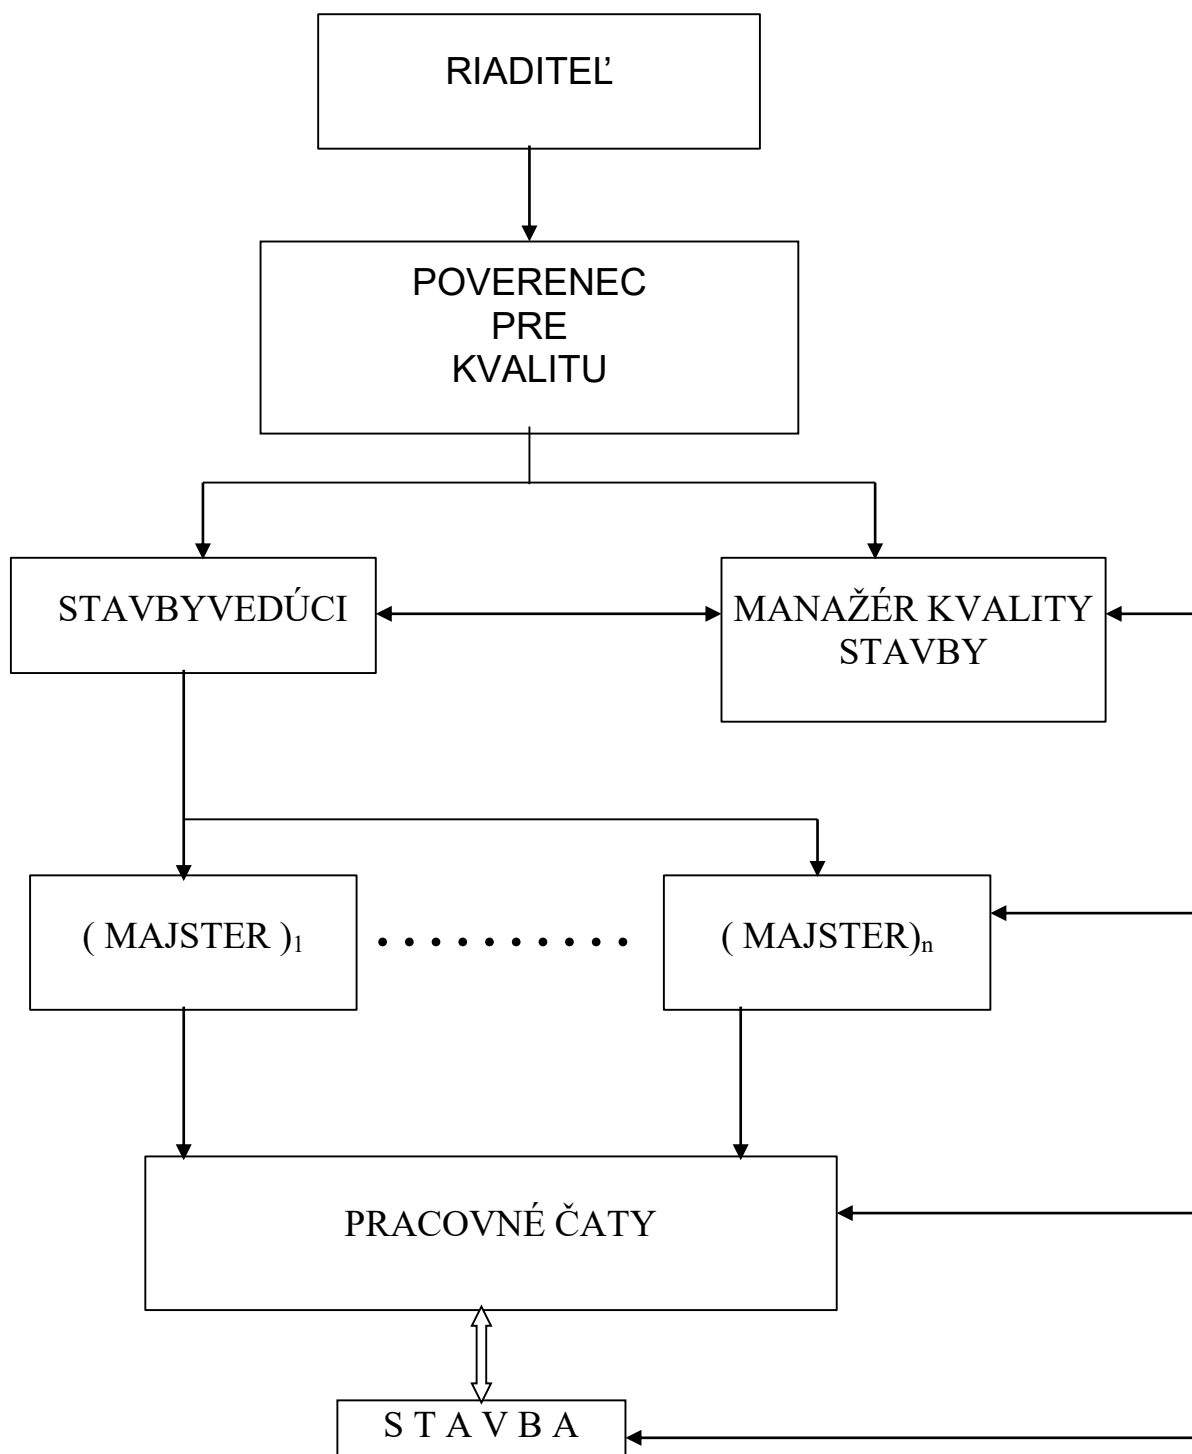 RIADITEĽ
POVERENEC
PRE
KVALITU
STAVBYVEDÚCI
MANAŽÉR KVALITY
STAVBY
( MAJSTER )₁
. . . . . . . . . .
( MAJSTER)ₙ
PRACOVNÉ ČATY
S T A V B A